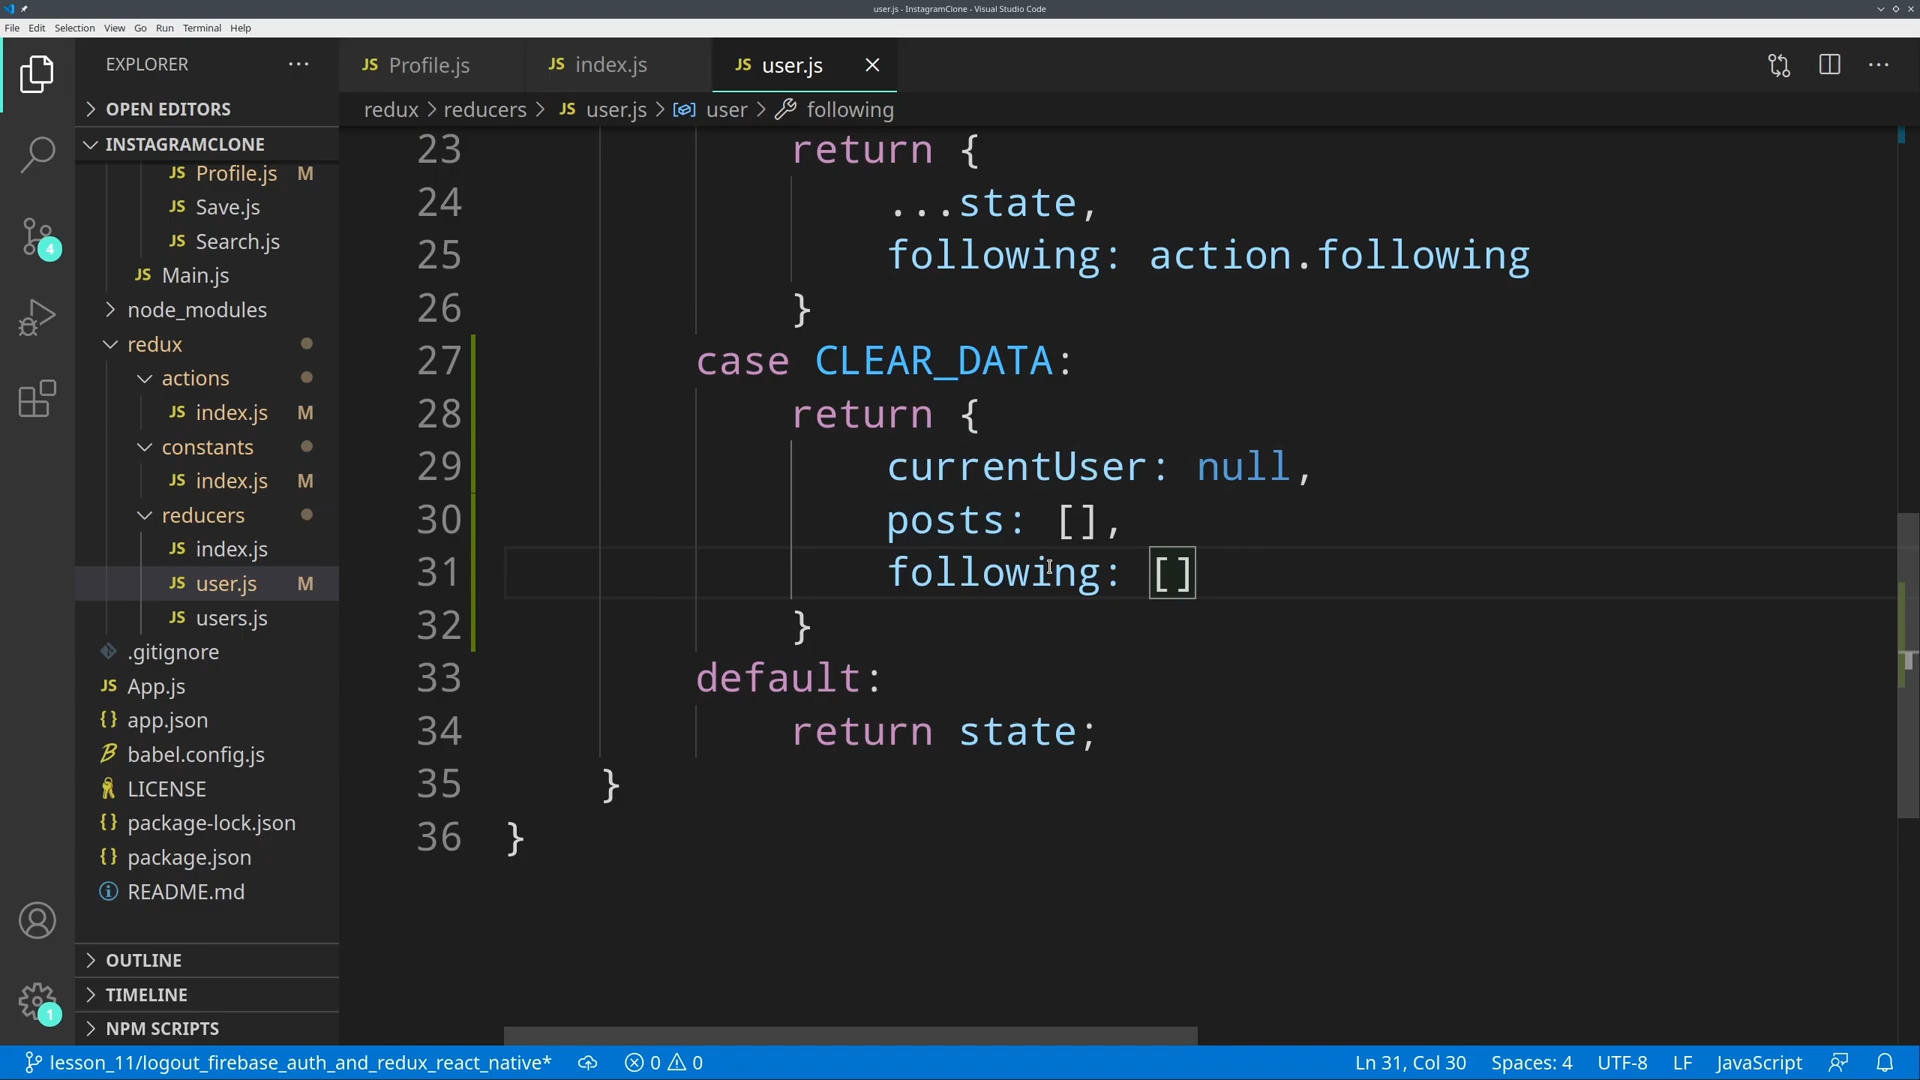 user.js - InstagramClone - Visual Studio Code
File Edit Selection View Go Run Terminal Help
EXPLORER
OPEN EDITORS
INSTAGRAMCLONE
JS Profile.js M
JS Save.js
JS Search.js
JS Main.js
node_modules
redux
actions
JS index.js M
constants
JS index.js M
reducers
JS index.js
JS user.js M
JS users.js
.gitignore
JS App.js
{} app.json
babel.config.js
LICENSE
{} package-lock.json
{} package.json
README.md
OUTLINE
TIMELINE
NPM SCRIPTS
4
1
JS Profile.js JS index.js JS user.js
redux > reducers > JS user.js > user > following
23 return {
24 ...state,
25 following: action.following
26 }
27 case CLEAR_DATA:
28 return {
29 currentUser: null,
30 posts: [],
31 following: []
32 }
33 default:
34 return state;
35 }
36 }
lesson_11/logout_firebase_auth_and_redux_react_native* 0 0 Ln 31, Col 30 Spaces: 4 UTF-8 LF JavaScript